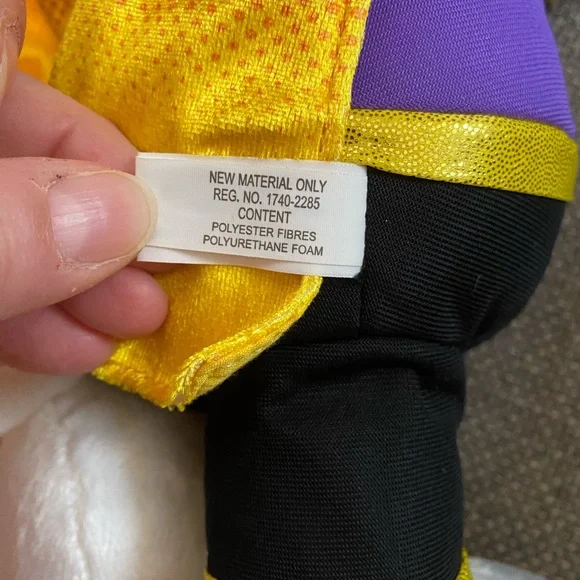 NEW MATERIAL ONLY
REG. NO. 1740-2285
CONTENT
POLYESTER FIBRES
POLYURETHANE FOAM